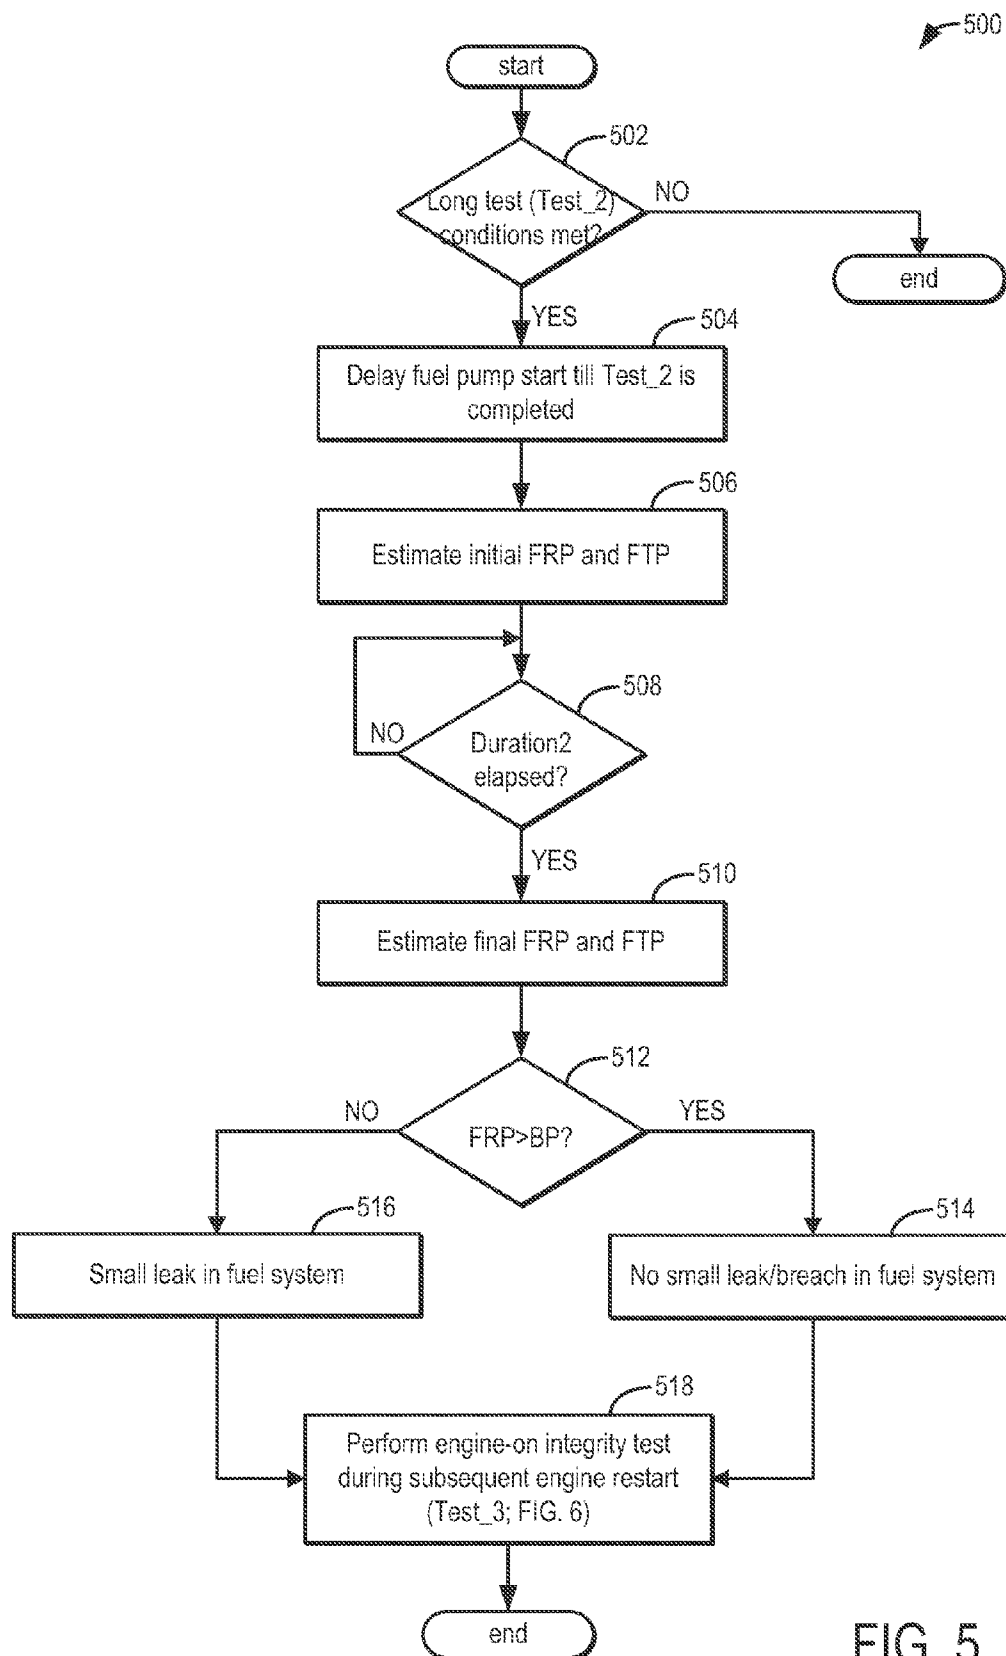 500
start
502
Long test (Test_2)
conditions met?
NO
end
YES
504
Delay fuel pump start till Test_2 is
completed
506
Estimate initial FRP and FTP
508
NO
Duration2
elapsed?
YES
510
Estimate final FRP and FTP
512
NO
YES
FRP>BP?
516
514
Small leak in fuel system
No small leak/breach in fuel system
518
Perform engine-on integrity test
during subsequent engine restart
(Test_3; FIG. 6)
end
FIG. 5